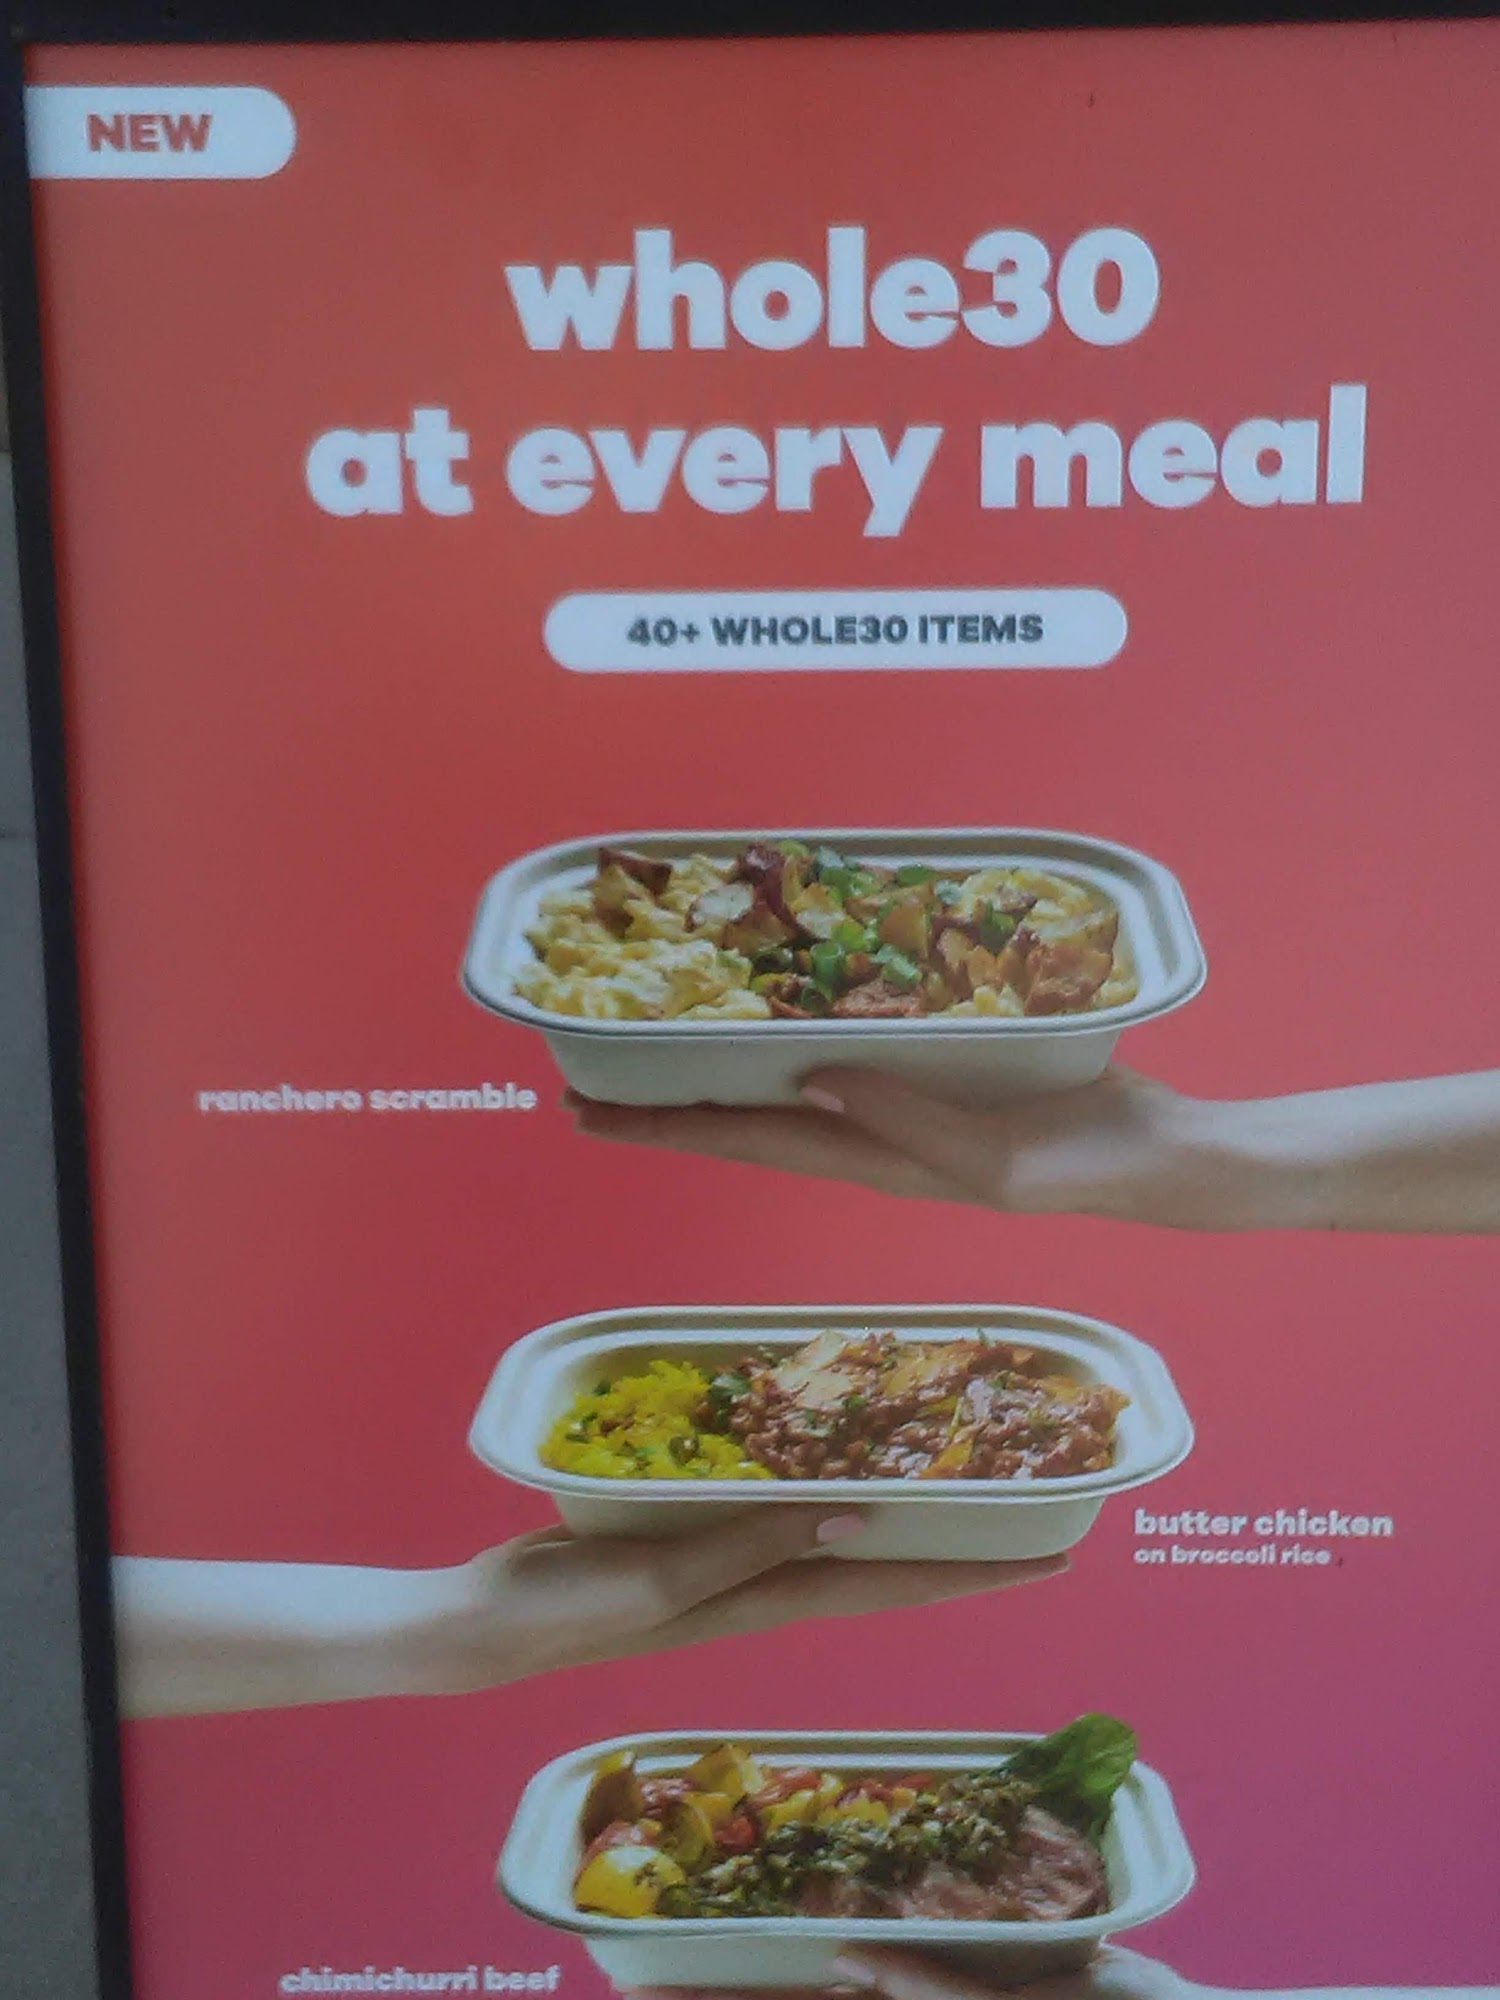 NEW
whole30
at every meal
40+ WHOLE30 ITEMS
ranchero scramble
butter chicken
on broccoli rice
chimichurri beef